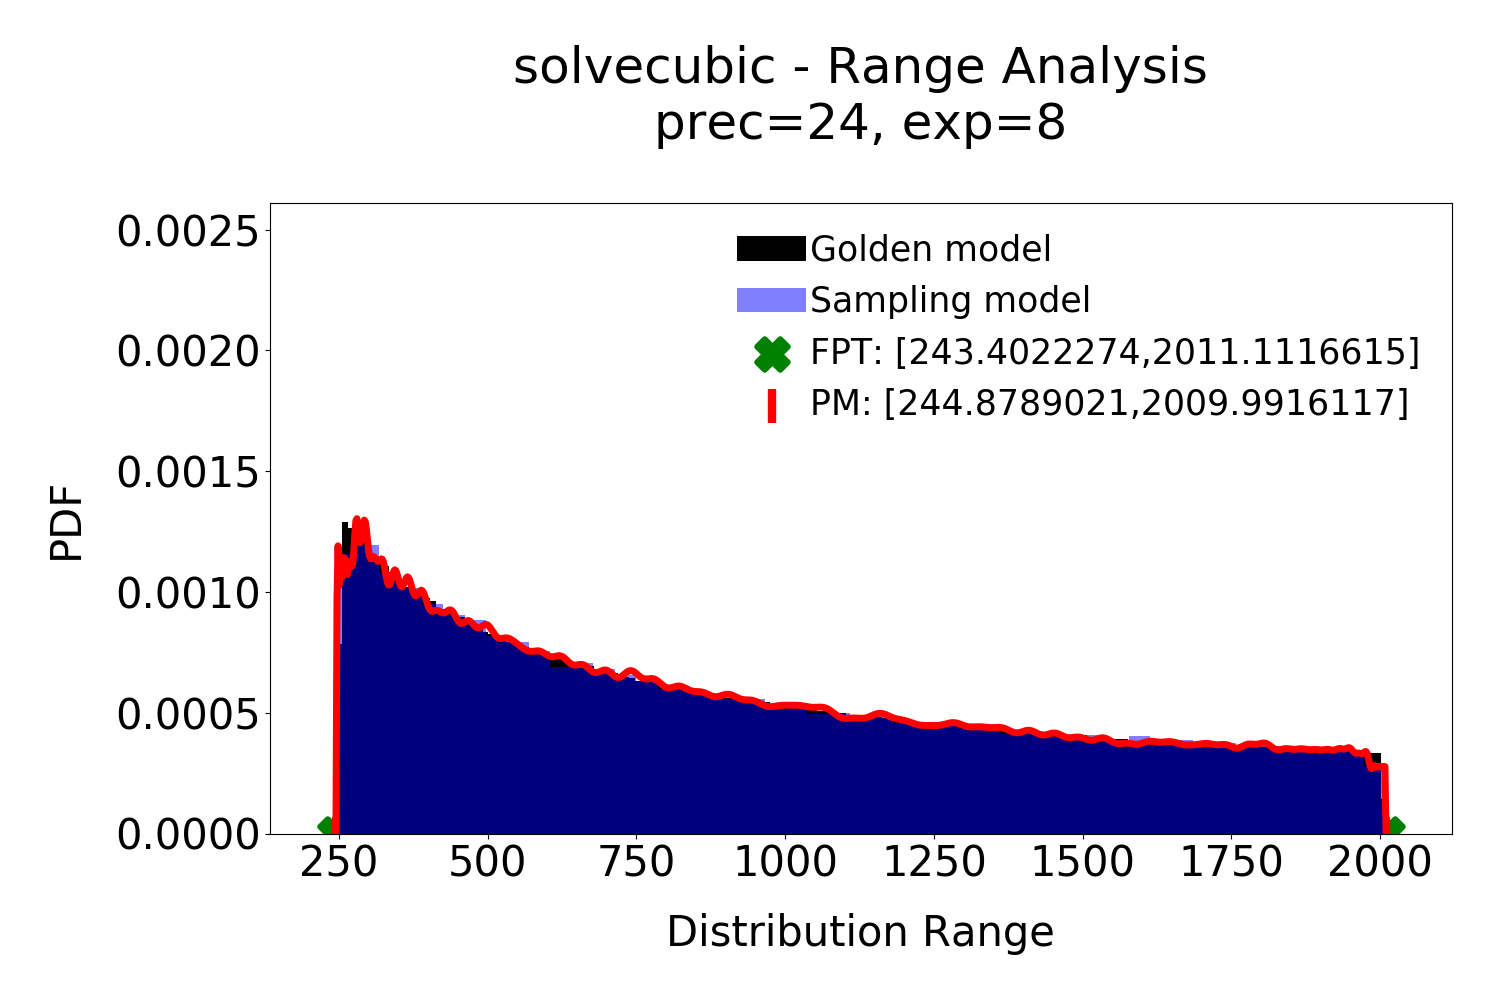 solvecubic - Range Analysis
prec=24, exp=8
0.0025
0.0020
0.0015
0.0010
0.0005
0.0000
PDF
Golden model
Sampling model
FPT: [243.4022274,2011.1116615]
PM: [244.8789021,2009.9916117]
250 500 750 1000 1250 1500 1750 2000
Distribution Range